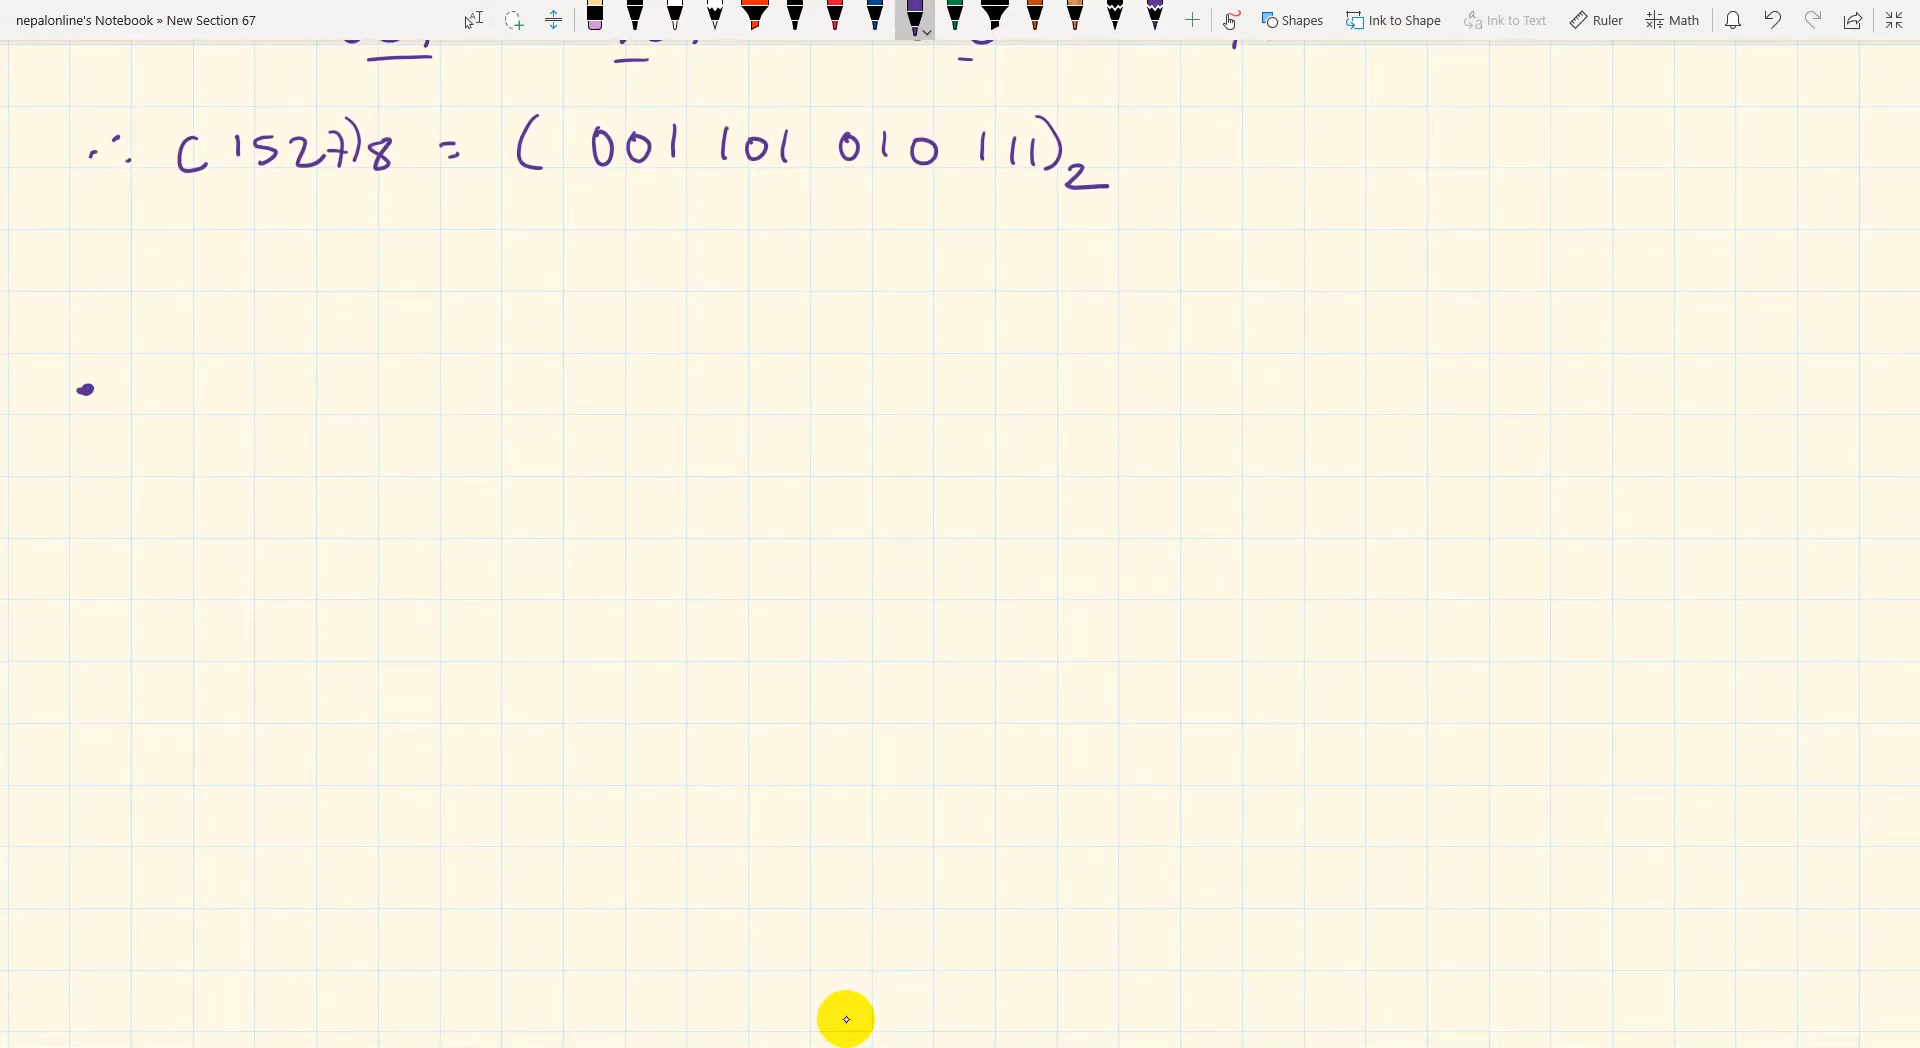 nepalonline's Notebook » New Section 67
Shapes
Ink to Shape
Ink to Text
Ruler
Math
∴ (1527)8 = ( 001 101 010 111)2